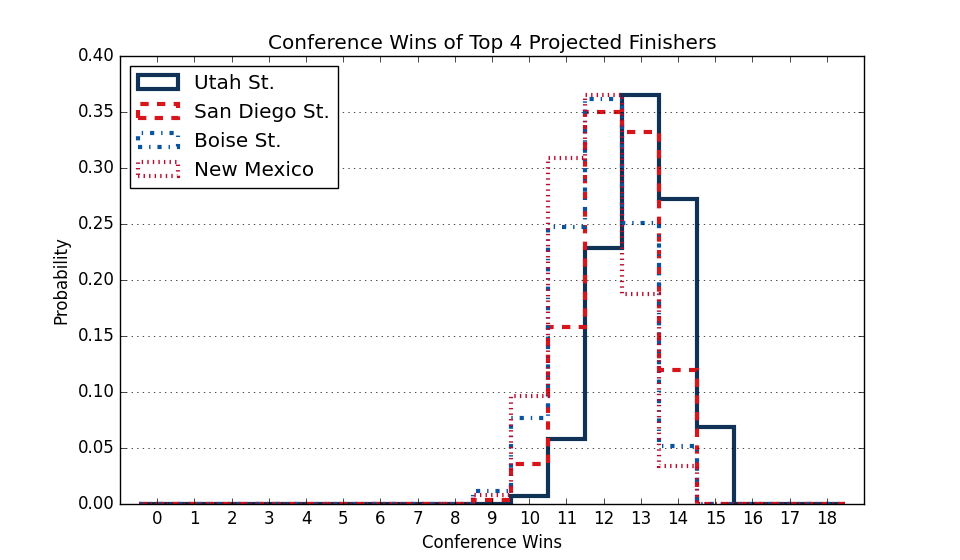 Conference Wins of Top 4 Projected Finishers
Utah St.
San Diego St.
Boise St.
New Mexico
0.40
0.35
0.30
0.25
0.20
0.15
0.10
0.05
0.00
Probability
0 1 2 3 4 5 6 7 8 9 10 11 12 13 14 15 16 17 18
Conference Wins